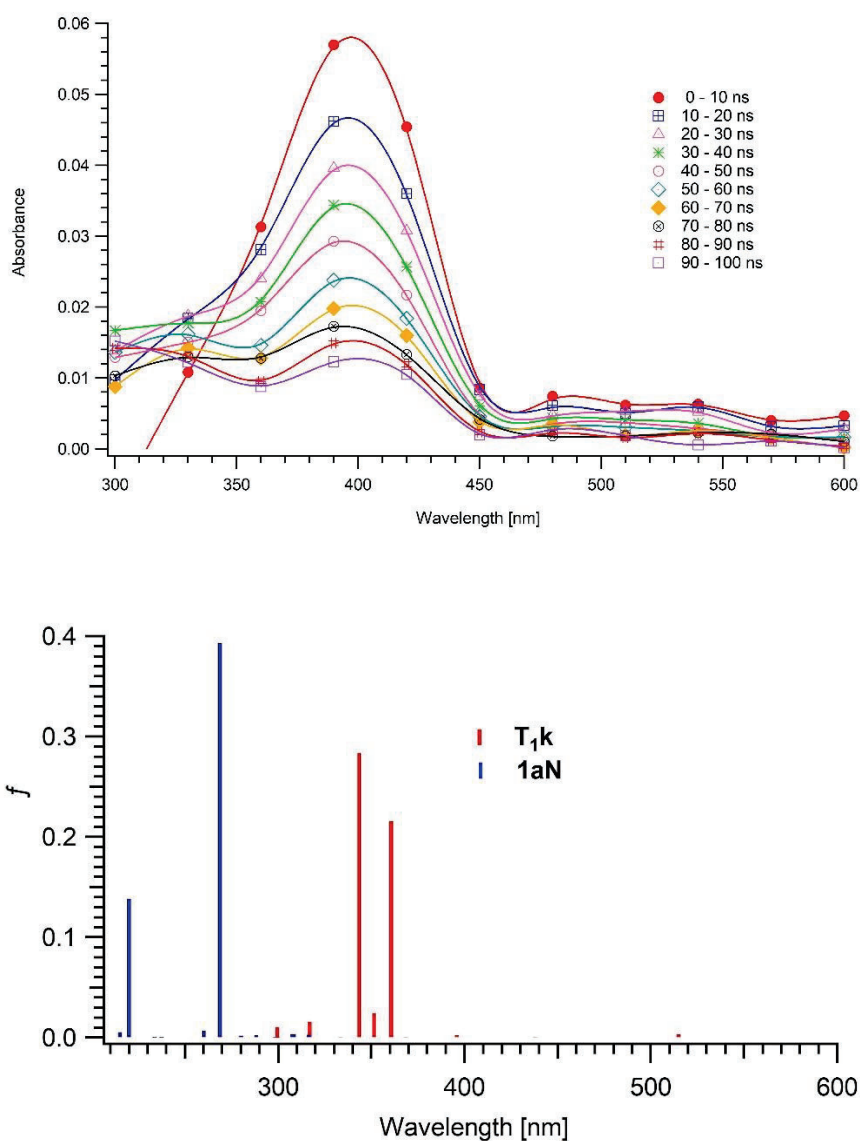 0.06
0.05
0.04
0.03
0.02
0.01
0.00
Absorbance
0 - 10 ns
10 - 20 ns
20 - 30 ns
30 - 40 ns
40 - 50 ns
50 - 60 ns
60 - 70 ns
70 - 80 ns
80 - 90 ns
90 - 100 ns
300 350 400 450 500 550 600
Wavelength [nm]
0.4
0.3
0.2
0.1
0.0
f
T₁k
1aN
300 400 500 600
Wavelength [nm]